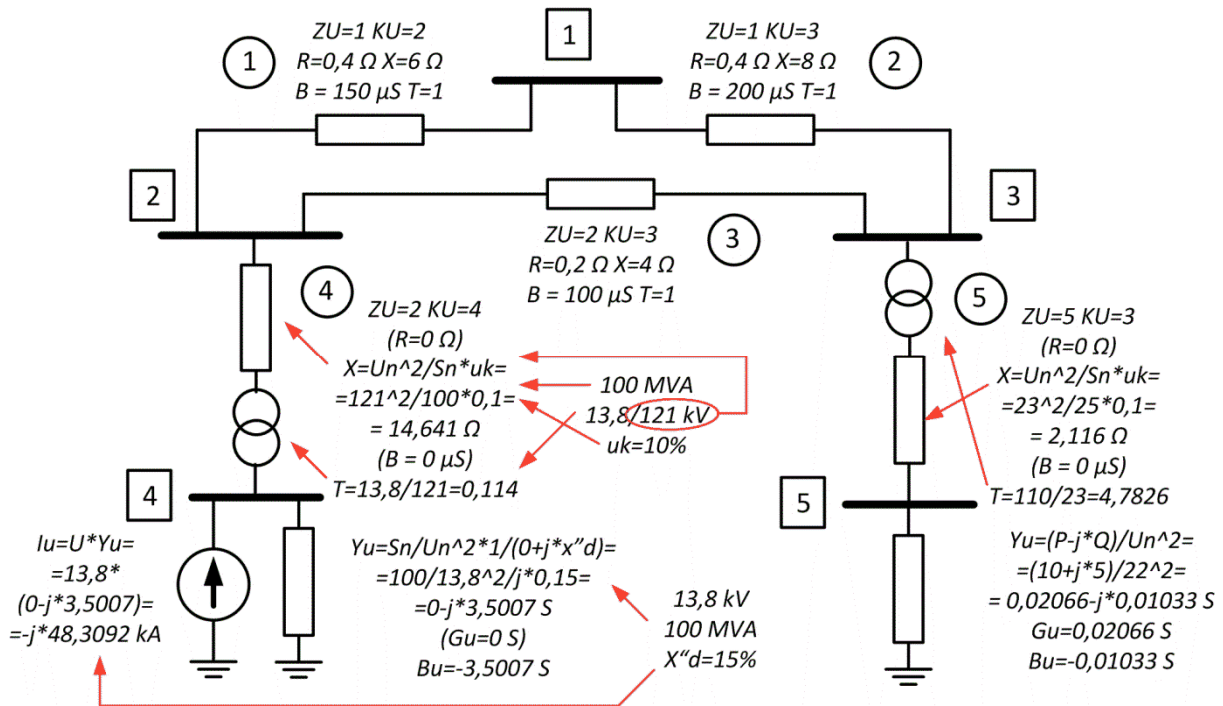 ZU=1 KU=2
R=0,4 Ω X=6 Ω
B = 150 µS T=1
1
1
ZU=1 KU=3
R=0,4 Ω X=8 Ω
B = 200 µS T=1
2
2
3
ZU=2 KU=3
R=0,2 Ω X=4 Ω
B = 100 µS T=1
3
4
ZU=2 KU=4
(R=0 Ω)
X=Un^2/Sn*uk=
=121^2/100*0,1=
= 14,641 Ω
(B = 0 µS)
T=13,8/121=0,114
100 MVA
13,8/121 kV
uk=10%
5
ZU=5 KU=3
(R=0 Ω)
X=Un^2/Sn*uk=
=23^2/25*0,1=
= 2,116 Ω
(B = 0 µS)
T=110/23=4,7826
4
5
Iu=U*Yu=
=13,8*
(0-j*3,5007)=
=-j*48,3092 kA
Yu=Sn/Un^2*1/(0+j*x"d)=
=100/13,8^2/j*0,15=
=0-j*3,5007 S
(Gu=0 S)
Bu=-3,5007 S
13,8 kV
100 MVA
X“d=15%
Yu=(P-j*Q)/Un^2=
=(10+j*5)/22^2=
= 0,02066-j*0,01033 S
Gu=0,02066 S
Bu=-0,01033 S